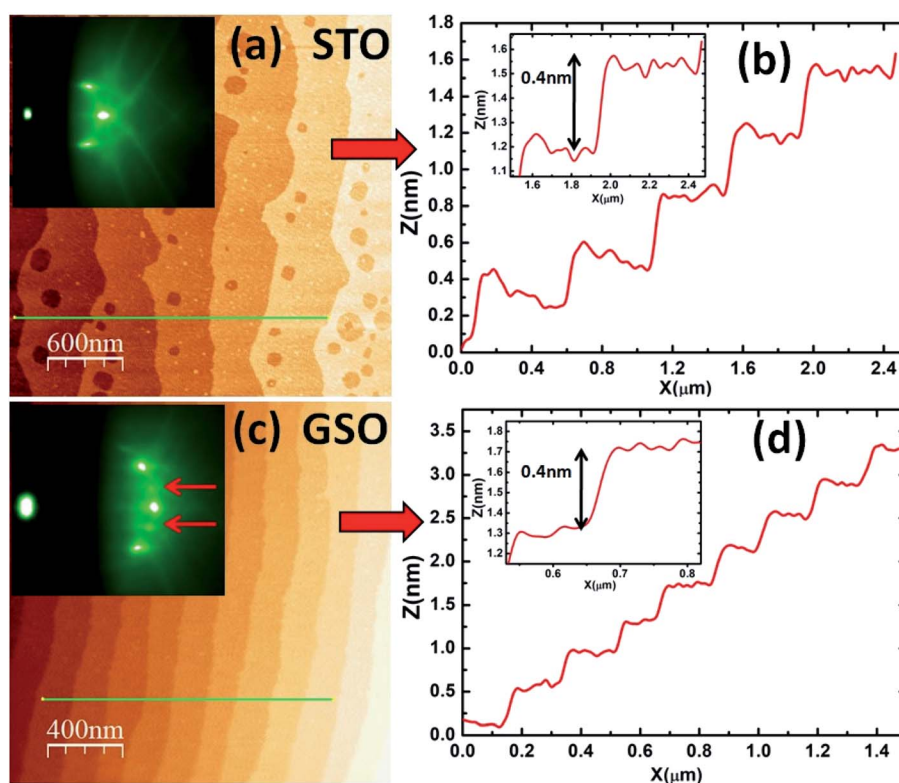 (a) STO
600nm
(b)
Z(nm)
1.8
1.6
1.4
1.2
1.0
0.8
0.6
0.4
0.2
0.0
0.0 0.4 0.8 1.2 1.6 2.0 2.4
X(μm)
Z(nm)
1.6
1.5
1.4
1.3
1.2
1.1
0.4nm
1.6 1.8 2.0 2.2 2.4
X(μm)
(c) GSO
400nm
(d)
Z(nm)
3.5
3.0
2.5
2.0
1.5
1.0
0.5
0.0
0.0 0.2 0.4 0.6 0.8 1.0 1.2 1.4
X(μm)
Z(nm)
1.8
1.7
1.6
1.5
1.4
1.3
1.2
0.4nm
0.6 0.7 0.8
X(μm)